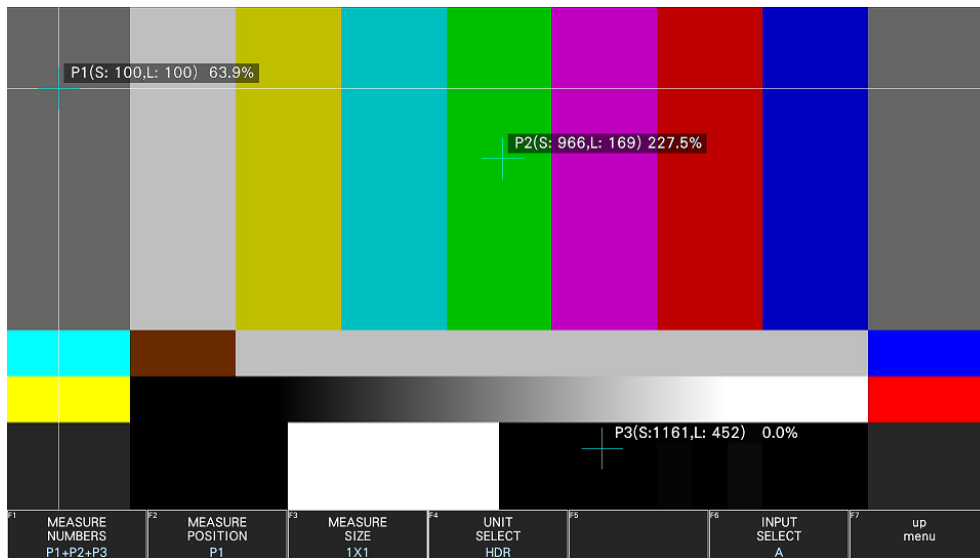 P1(S: 100,L: 100) 63.9%
P2(S: 966,L: 169) 227.5%
P3(S:1161,L: 452) 0.0%
F1 MEASURE NUMBERS P1+P2+P3
F2 MEASURE POSITION P1
F3 MEASURE SIZE 1X1
F4 UNIT SELECT HDR
F5
F6 INPUT SELECT A
F7 up menu